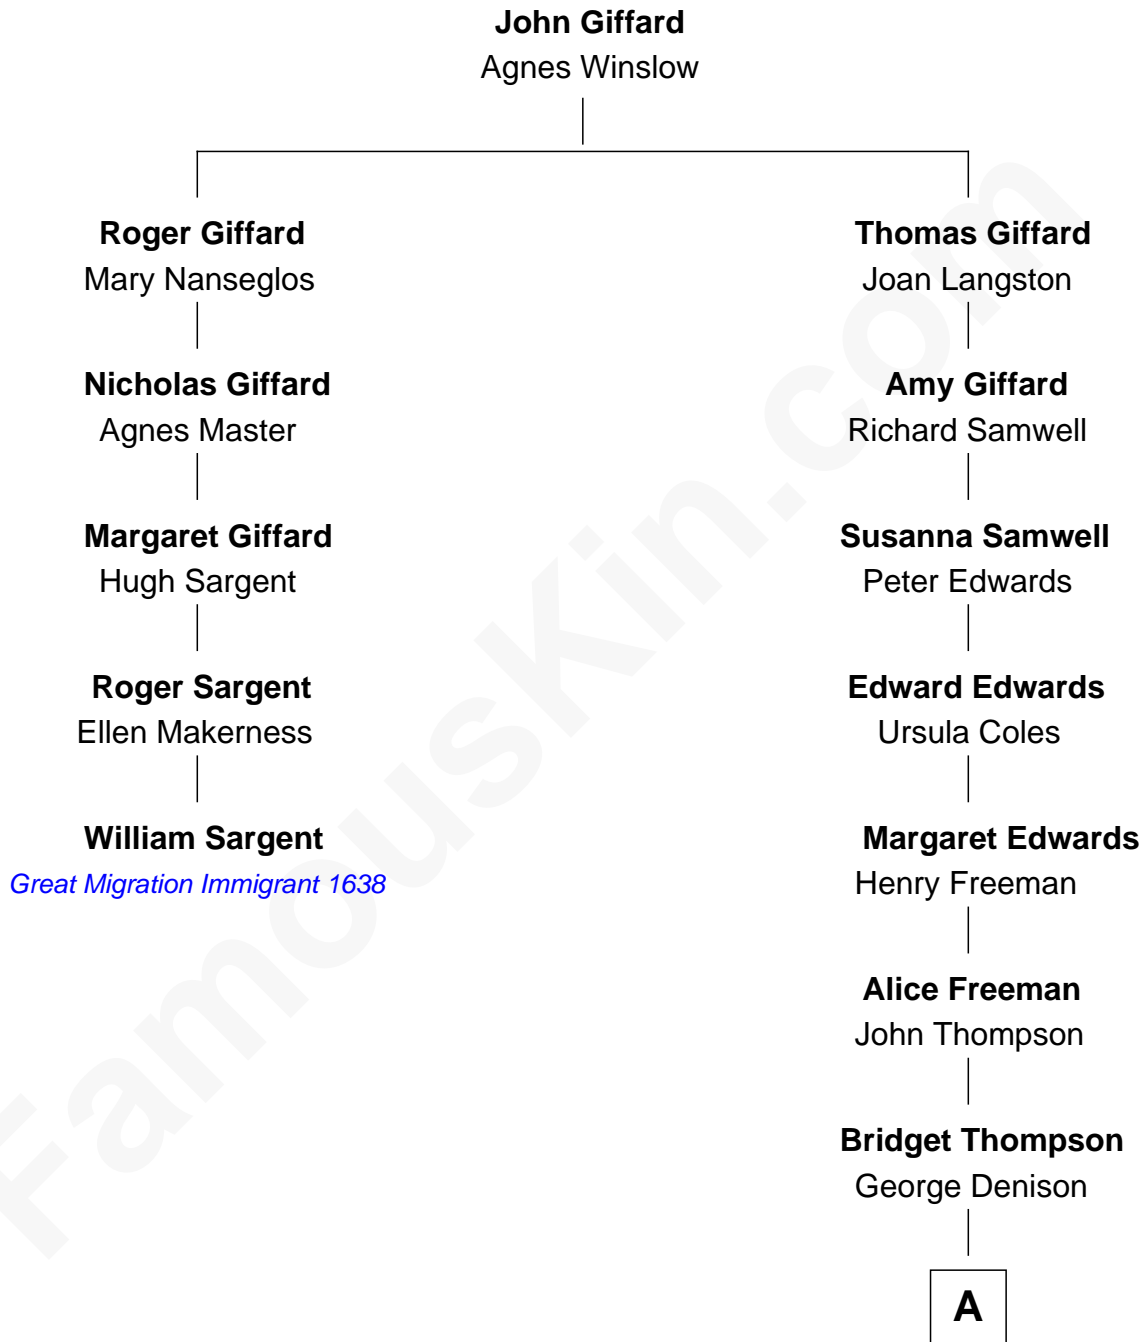 John Giffard
Agnes Winslow
Roger Giffard
Mary Nanseglos
Thomas Giffard
Joan Langston
Nicholas Giffard
Agnes Master
Amy Giffard
Richard Samwell
Margaret Giffard
Hugh Sargent
Susanna Samwell
Peter Edwards
Roger Sargent
Ellen Makerness
Edward Edwards
Ursula Coles
William Sargent
Great Migration Immigrant 1638
Margaret Edwards
Henry Freeman
Alice Freeman
John Thompson
Bridget Thompson
George Denison
A
FamousKin.com